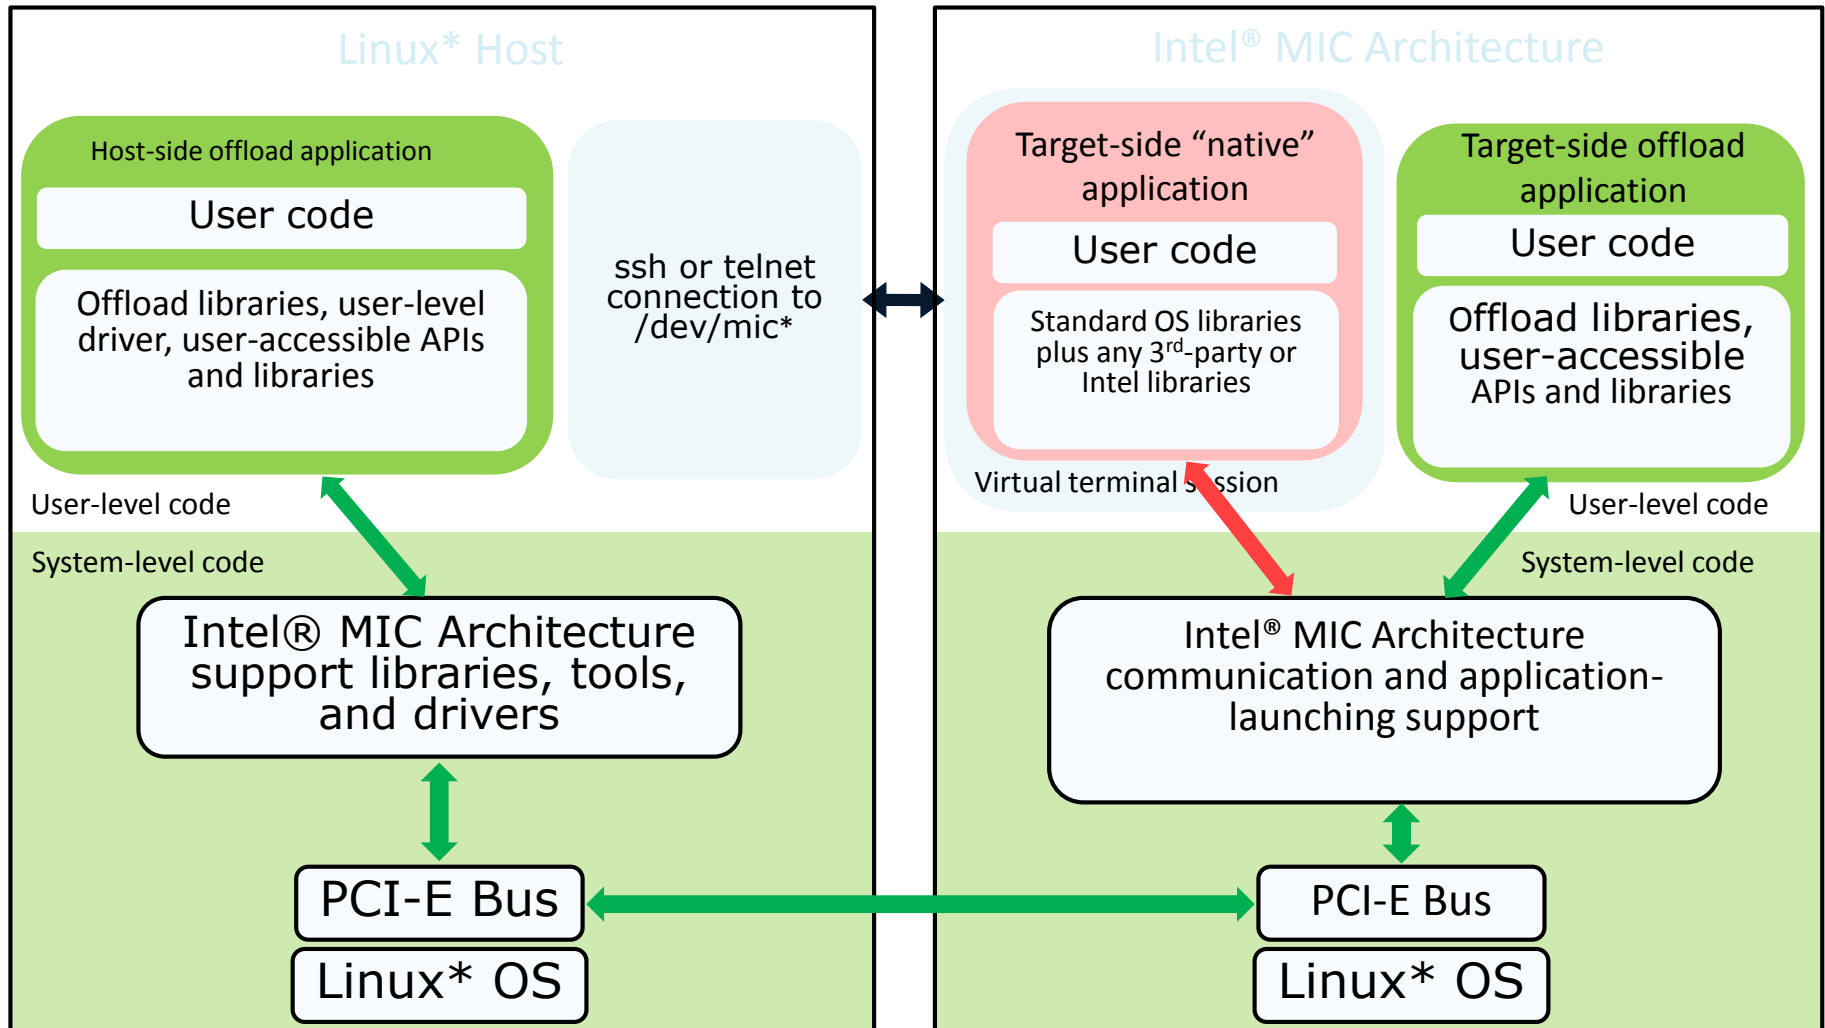 Linux* Host
Host-side offload application
User code
Offload libraries, user-level
driver, user-accessible APIs
and libraries
ssh or telnet
connection to
/dev/mic*
User-level code
System-level code
Intel® MIC Architecture
support libraries, tools,
and drivers
PCI-E Bus
Linux* OS
Intel® MIC Architecture
Target-side “native”
application
User code
Standard OS libraries
plus any 3rd-party or
Intel libraries
Virtual terminal session
Target-side offload
application
User code
Offload libraries,
user-accessible
APIs and libraries
User-level code
System-level code
Intel® MIC Architecture
communication and application-
launching support
PCI-E Bus
Linux* OS